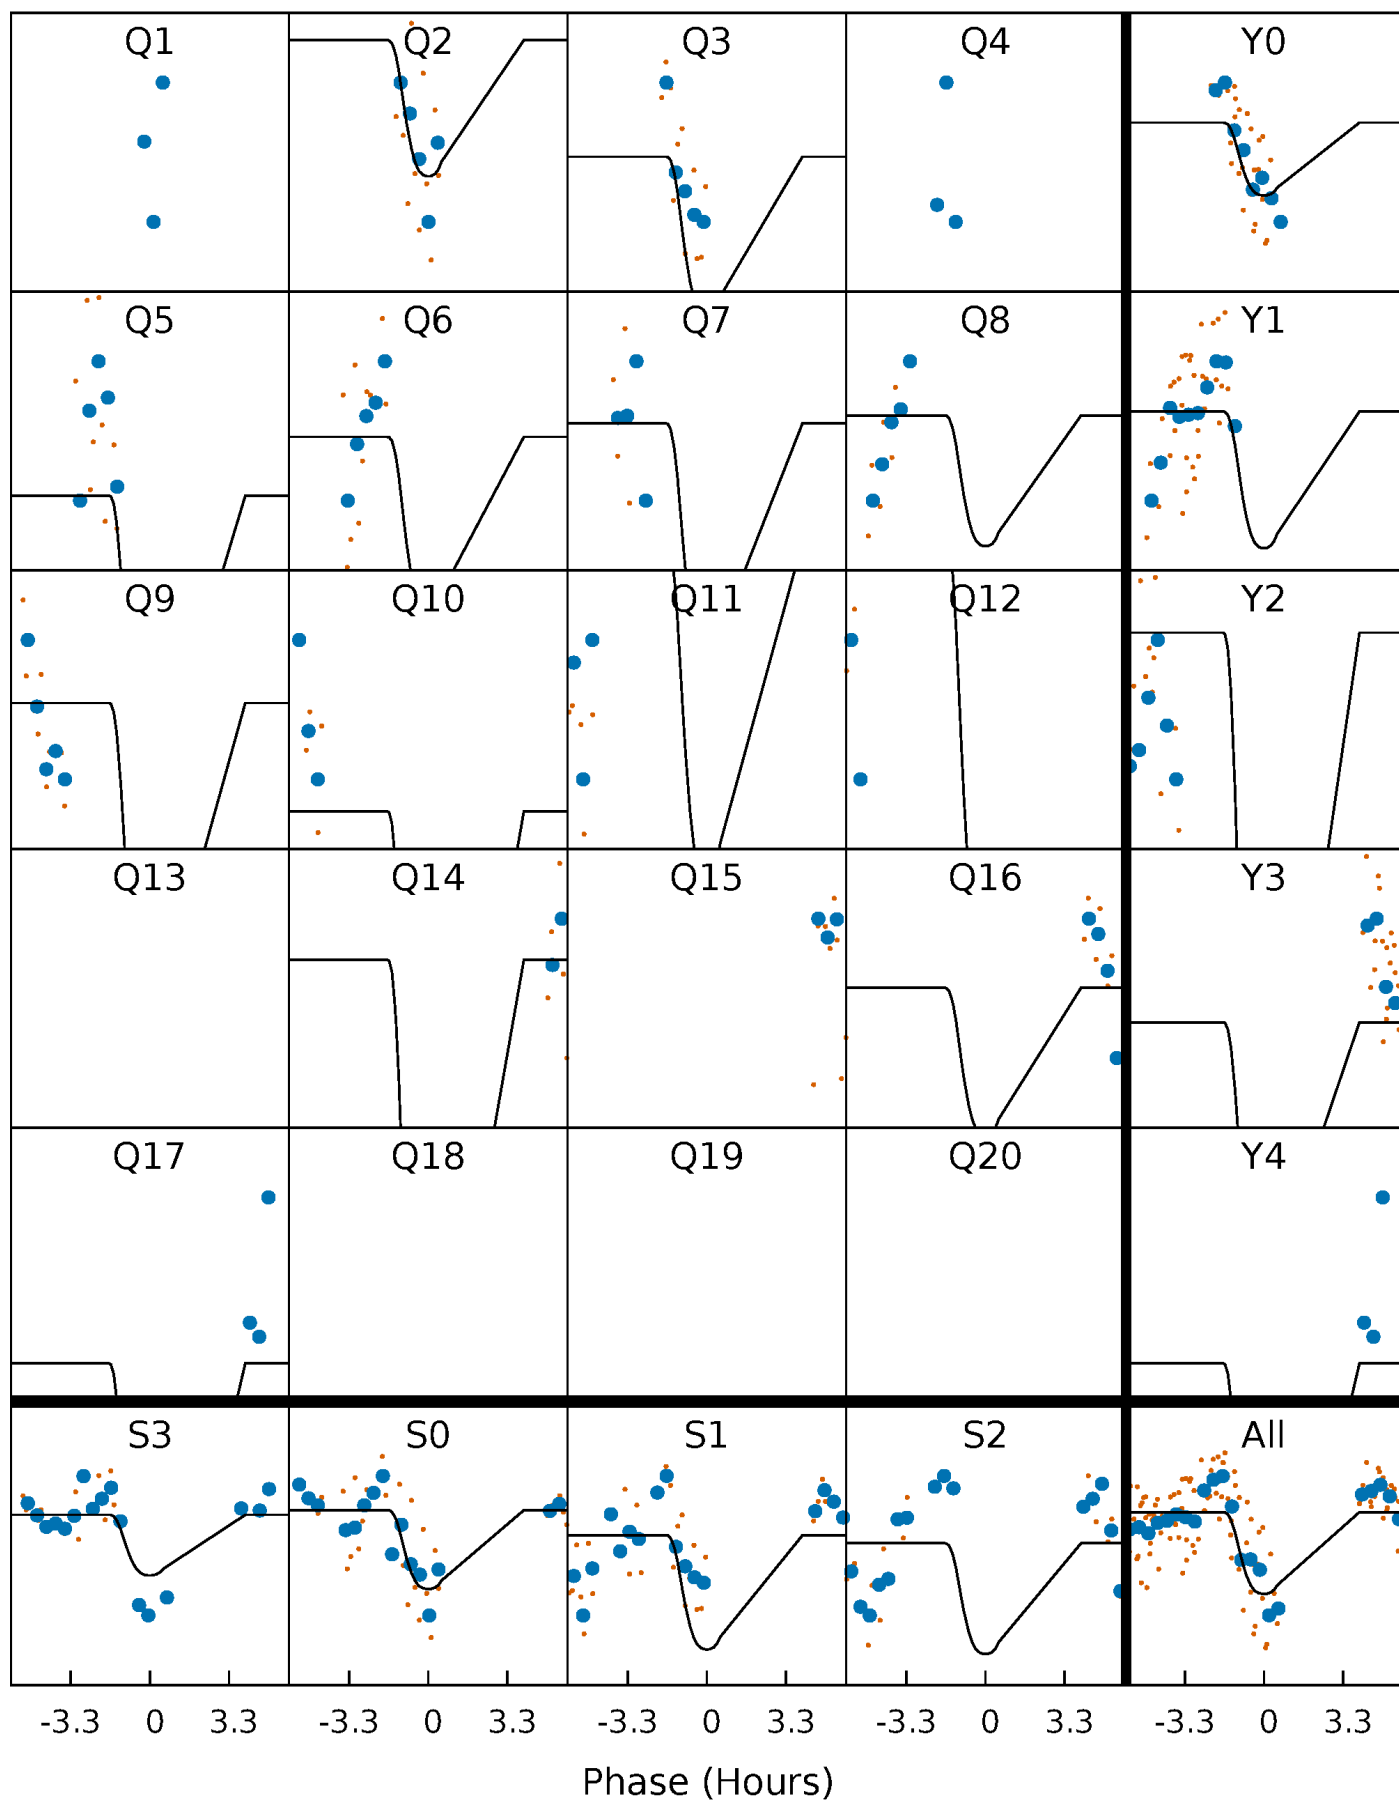 Q1 Q2 Q3 Q4 Y0
Q5 Q6 Q7 Q8 Y1
Q9 Q10 Q11 Q12 Y2
Q13 Q14 Q15 Q16 Y3
Q17 Q18 Q19 Q20 Y4
S3 S0 S1 S2 All
-3.3 0 3.3 -3.3 0 3.3 -3.3 0 3.3 -3.3 0 3.3 -3.3 0 3.3
Phase (Hours)